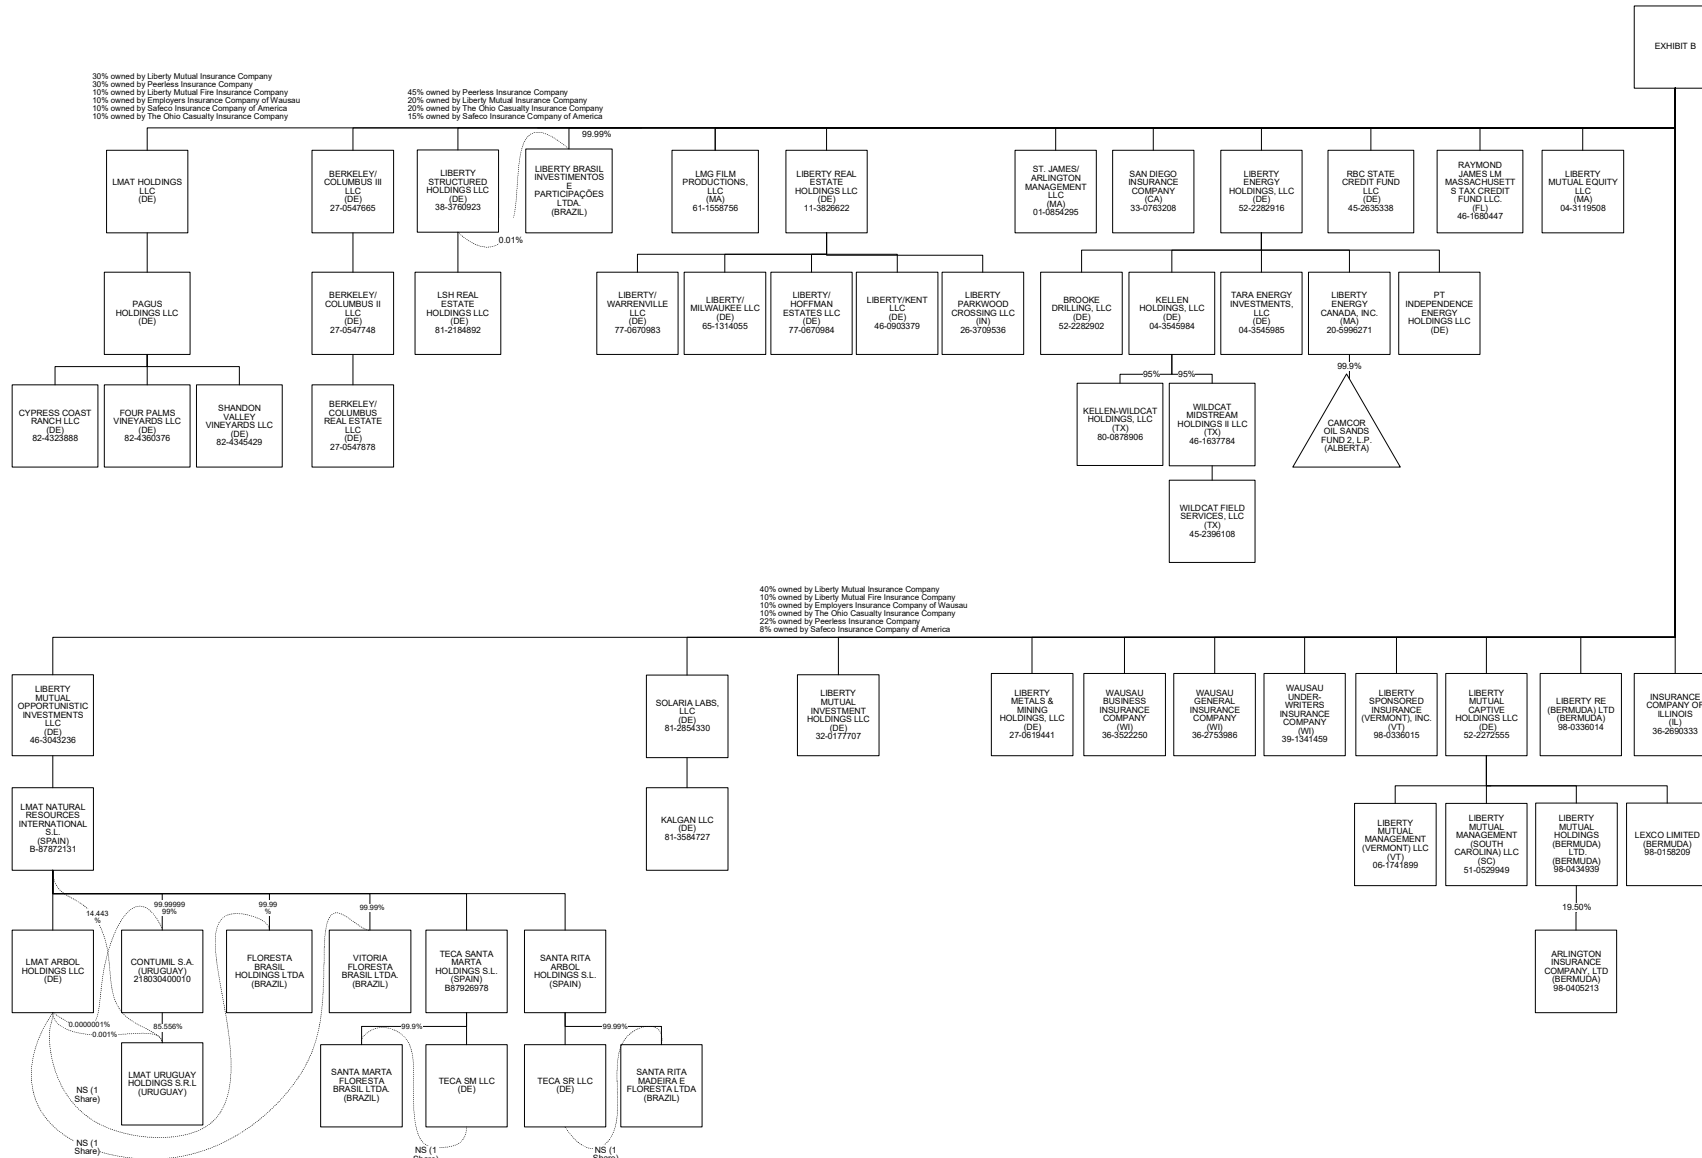 EXHIBIT B
30% owned by Liberty Mutual Insurance Company
30% owned by Peerless Insurance Company
10% owned by Liberty Mutual Fire Insurance Company
10% owned by Employers Insurance Company of Wausau
10% owned by Safeco Insurance Company of America
10% owned by The Ohio Casualty Insurance Company
45% owned by Peerless Insurance Company
20% owned by Liberty Mutual Insurance Company
20% owned by The Ohio Casualty Insurance Company
15% owned by Safeco Insurance Company of America
99.99%
LMAT HOLDINGS
LLC
(DE)
BERKELEY/
COLUMBUS III
LLC
(DE)
27-0547665
LIBERTY
STRUCTURED
HOLDINGS LLC
(DE)
38-3760923
LIBERTY BRASIL
INVESTIMENTOS
E
PARTICIPAÇÕES
LTDA.
(BRAZIL)
LMG FILM
PRODUCTIONS,
LLC
(MA)
61-1558756
LIBERTY REAL
ESTATE
HOLDINGS LLC
(DE)
11-3826622
ST. JAMES/
ARLINGTON
MANAGEMENT
LLC
(MA)
01-0854295
SAN DIEGO
INSURANCE
COMPANY
(CA)
33-0763208
LIBERTY
ENERGY
HOLDINGS, LLC
(DE)
52-2282916
RBC STATE
CREDIT FUND
LLC
(DE)
45-2635338
RAYMOND
JAMES LM
MASSACHUSETT
S TAX CREDIT
FUND LLC.
(FL)
46-1680447
LIBERTY
MUTUAL EQUITY
LLC
(MA)
04-3119508
0.01%
PAGUS
HOLDINGS LLC
(DE)
BERKELEY/
COLUMBUS II
LLC
(DE)
27-0547748
LSH REAL
ESTATE
HOLDINGS LLC
(DE)
81-2184892
LIBERTY/
WARRENVILLE
LLC
(DE)
77-0670983
LIBERTY/
MILWAUKEE LLC
(DE)
65-1314055
LIBERTY/
HOFFMAN
ESTATES LLC
(DE)
77-0670984
LIBERTY/KENT
LLC
(DE)
46-0903379
LIBERTY
PARKWOOD
CROSSING LLC
(IN)
26-3709536
BROOKE
DRILLING, LLC
(DE)
52-2282902
KELLEN
HOLDINGS, LLC
(DE)
04-3545984
TARA ENERGY
INVESTMENTS,
LLC
(DE)
04-3545985
LIBERTY
ENERGY
CANADA, INC.
(MA)
20-5996271
PT
INDEPENDENCE
ENERGY
HOLDINGS LLC
(DE)
95%
95%
99.9%
CYPRESS COAST
RANCH LLC
(DE)
82-4323888
FOUR PALMS
VINEYARDS LLC
(DE)
82-4360376
SHANDON
VALLEY
VINEYARDS LLC
(DE)
82-4345429
BERKELEY/
COLUMBUS
REAL ESTATE
LLC
(DE)
27-0547878
KELLEN-WILDCAT
HOLDINGS, LLC
(TX)
80-0878906
WILDCAT
MIDSTREAM
HOLDINGS II LLC
(TX)
46-1637784
CAMCOR
OIL SANDS
FUND 2, L.P.
(ALBERTA)
WILDCAT FIELD
SERVICES, LLC
(TX)
45-2396108
40% owned by Liberty Mutual Insurance Company
10% owned by Liberty Mutual Fire Insurance Company
10% owned by Employers Insurance Company of Wausau
10% owned by The Ohio Casualty Insurance Company
22% owned by Peerless Insurance Company
8% owned by Safeco Insurance Company of America
LIBERTY
MUTUAL
OPPORTUNISTIC
INVESTMENTS
LLC
(DE)
46-3043236
SOLARIA LABS,
LLC
(DE)
81-2854330
LIBERTY
MUTUAL
INVESTMENT
HOLDINGS LLC
(DE)
32-0177707
LIBERTY
METALS &
MINING
HOLDINGS, LLC
(DE)
27-0619441
WAUSAU
BUSINESS
INSURANCE
COMPANY
(WI)
36-3522250
WAUSAU
GENERAL
INSURANCE
COMPANY
(WI)
36-2753986
WAUSAU
UNDER-
WRITERS
INSURANCE
COMPANY
(WI)
39-1341459
LIBERTY
SPONSORED
INSURANCE
(VERMONT), INC.
(VT)
98-0336015
LIBERTY
MUTUAL
CAPTIVE
HOLDINGS LLC
(DE)
52-2272555
LIBERTY RE
(BERMUDA) LTD
(BERMUDA)
98-0336014
INSURANCE
COMPANY OF
ILLINOIS
(IL)
36-2690333
LMAT NATURAL
RESOURCES
INTERNATIONAL
S.L.
(SPAIN)
B-87872131
KALGAN LLC
(DE)
81-3584727
LIBERTY
MUTUAL
MANAGEMENT
(VERMONT) LLC
(VT)
06-1741899
LIBERTY
MUTUAL
MANAGEMENT
(SOUTH
CAROLINA) LLC
(SC)
51-0529949
LIBERTY
MUTUAL
HOLDINGS
(BERMUDA)
LTD.
(BERMUDA)
98-0434939
LEXCO LIMITED
(BERMUDA)
98-0158209
14.443
%
99.99999
99%
99.99
%
99.99%
19.50%
LMAT ARBOL
HOLDINGS LLC
(DE)
CONTUMIL S.A.
(URUGUAY)
218030400010
FLORESTA
BRASIL
HOLDINGS LTDA
(BRAZIL)
VITORIA
FLORESTA
BRASIL LTDA.
(BRAZIL)
TECA SANTA
MARTA
HOLDINGS S.L.
(SPAIN)
B87926978
SANTA RITA
ARBOL
HOLDINGS S.L.
(SPAIN)
ARLINGTON
INSURANCE
COMPANY, LTD
(BERMUDA)
98-0405213
0.0000001%
0.001%
85.556%
99.9%
99.99%
LMAT URUGUAY
HOLDINGS S.R.L
(URUGUAY)
SANTA MARTA
FLORESTA
BRASIL LTDA.
(BRAZIL)
TECA SM LLC
(DE)
TECA SR LLC
(DE)
SANTA RITA
MADEIRA E
FLORESTA LTDA
(BRAZIL)
NS (1
Share)
NS (1
Share)
NS (1
Share)
NS (1
Share)